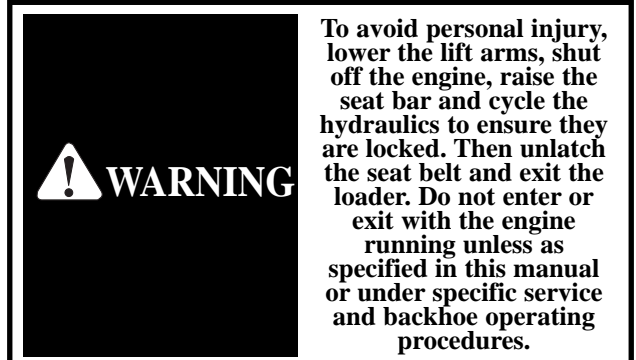 WARNING
To avoid personal injury,
lower the lift arms, shut
off the engine, raise the
seat bar and cycle the
hydraulics to ensure they
are locked. Then unlatch
the seat belt and exit the
loader. Do not enter or
exit with the engine
running unless as
specified in this manual
or under specific service
and backhoe operating
procedures.